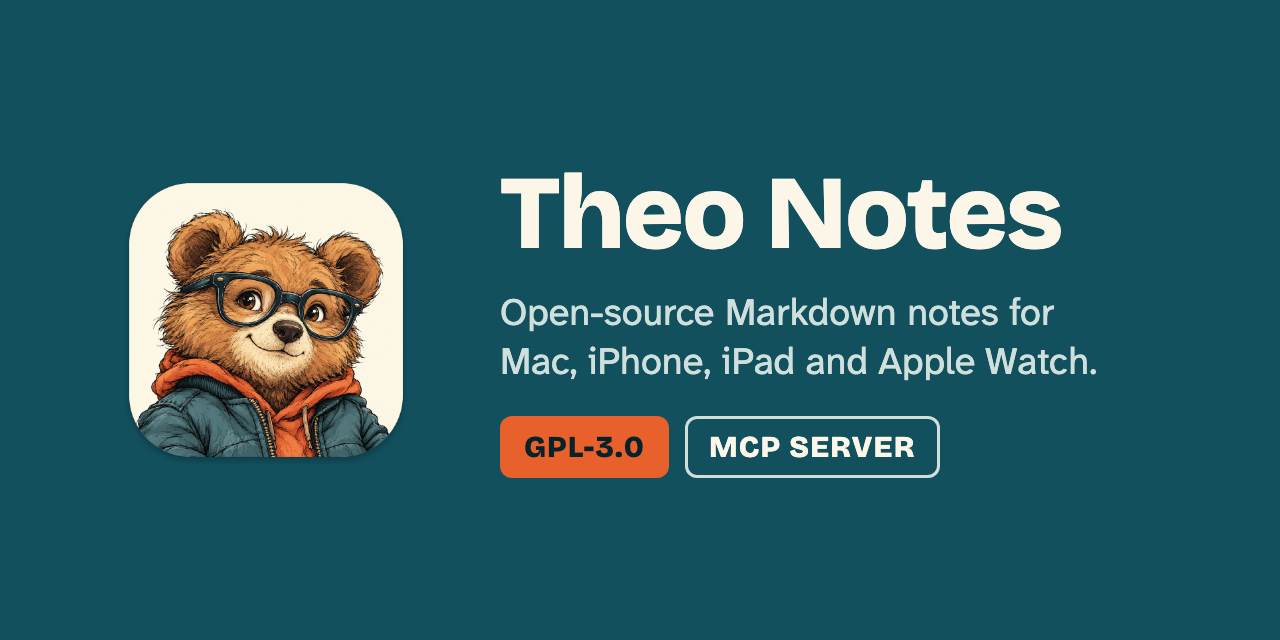 Theo Notes
Open-source Markdown notes for
Mac, iPhone, iPad and Apple Watch.
GPL-3.0
MCP SERVER